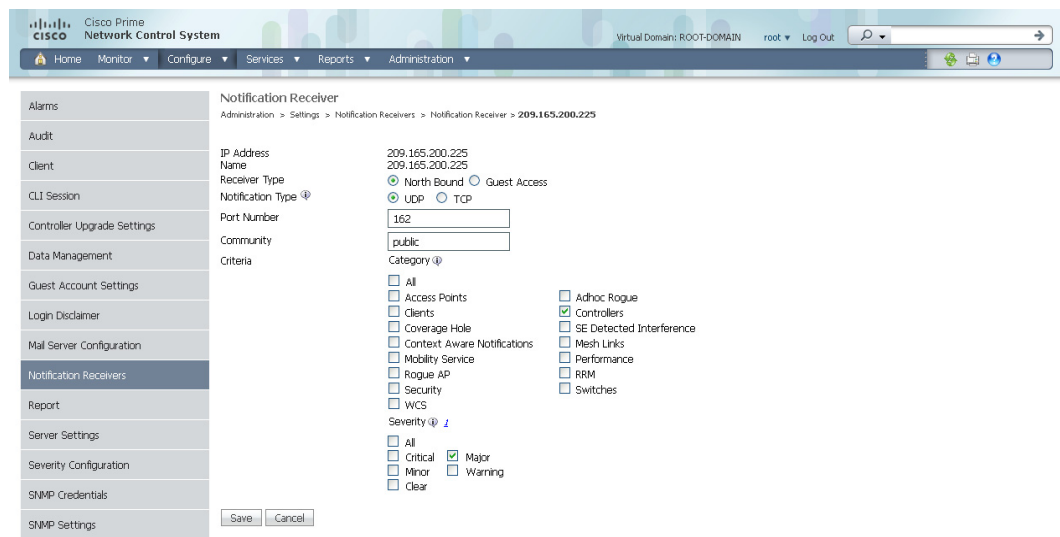 cisco
Cisco Prime
Network Control System
Virtual Domain: ROOT-DOMAIN root Log Out
Home Monitor Configure Services Reports Administration
Alarms
Audit
Client
CLI Session
Controller Upgrade Settings
Data Management
Guest Account Settings
Login Disclaimer
Mail Server Configuration
Notification Receivers
Report
Server Settings
Severity Configuration
SNMP Credentials
SNMP Settings
Notification Receiver
Administration > Settings > Notification Receivers > Notification Receiver > 209.165.200.225
IP Address 209.165.200.225
Name 209.165.200.225
Receiver Type North Bound Guest Access
Notification Type UDP TCP
Port Number 162
Community public
Criteria Category
All
Access Points Adhoc Rogue
Clients Controllers
Coverage Hole SE Detected Interference
Context Aware Notifications Mesh Links
Mobility Service Performance
Rogue AP RRM
Security Switches
WCS
Severity 1
All
Critical Major
Minor Warning
Clear
Save Cancel